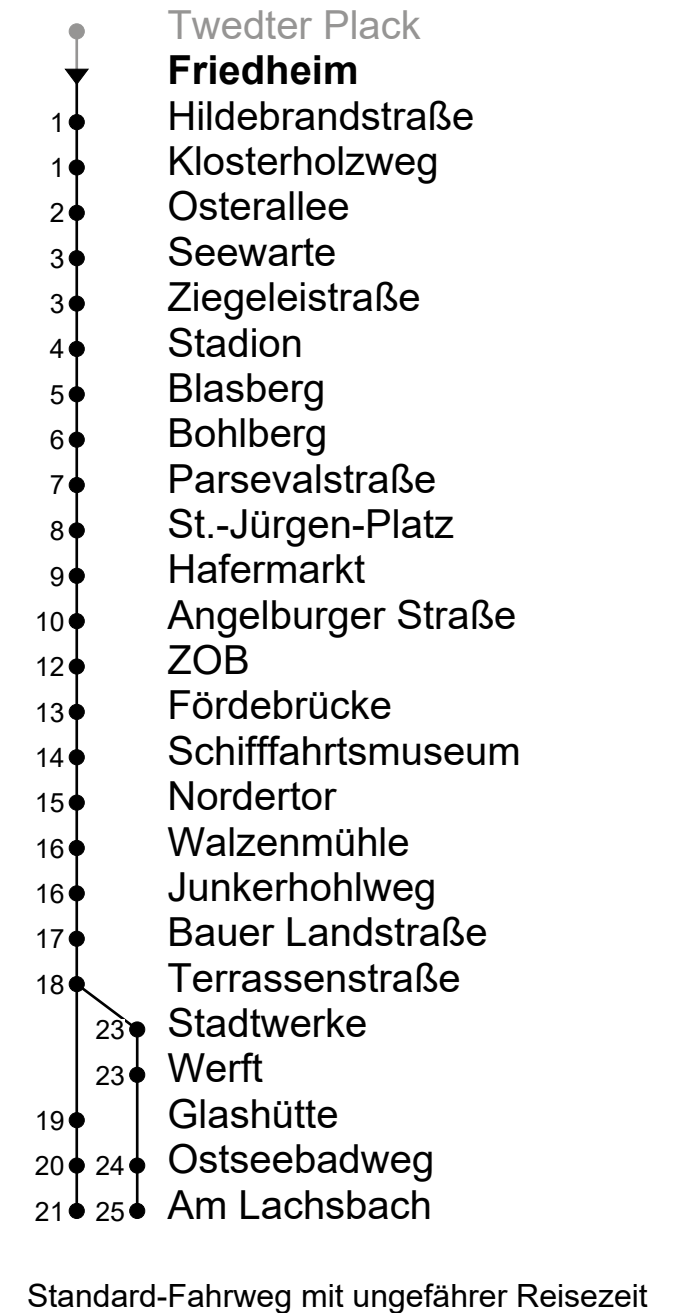 Twedter Plack
Friedheim
1 Hildebrandstraße
1 Klosterholzweg
2 Osterallee
3 Seewarte
3 Ziegeleistraße
4 Stadion
5 Blasberg
6 Bohlberg
7 Parsevalstraße
8 St.-Jürgen-Platz
9 Hafermarkt
10 Angelburger Straße
12 ZOB
13 Fördebrücke
14 Schifffahrtsmuseum
15 Nordertor
16 Walzenmühle
16 Junkerhohlweg
17 Bauer Landstraße
18 Terrassenstraße
23 Stadtwerke
23 Werft
19 Glashütte
20 24 Ostseebadweg
21 25 Am Lachsbach
Standard-Fahrweg mit ungefährer Reisezeit